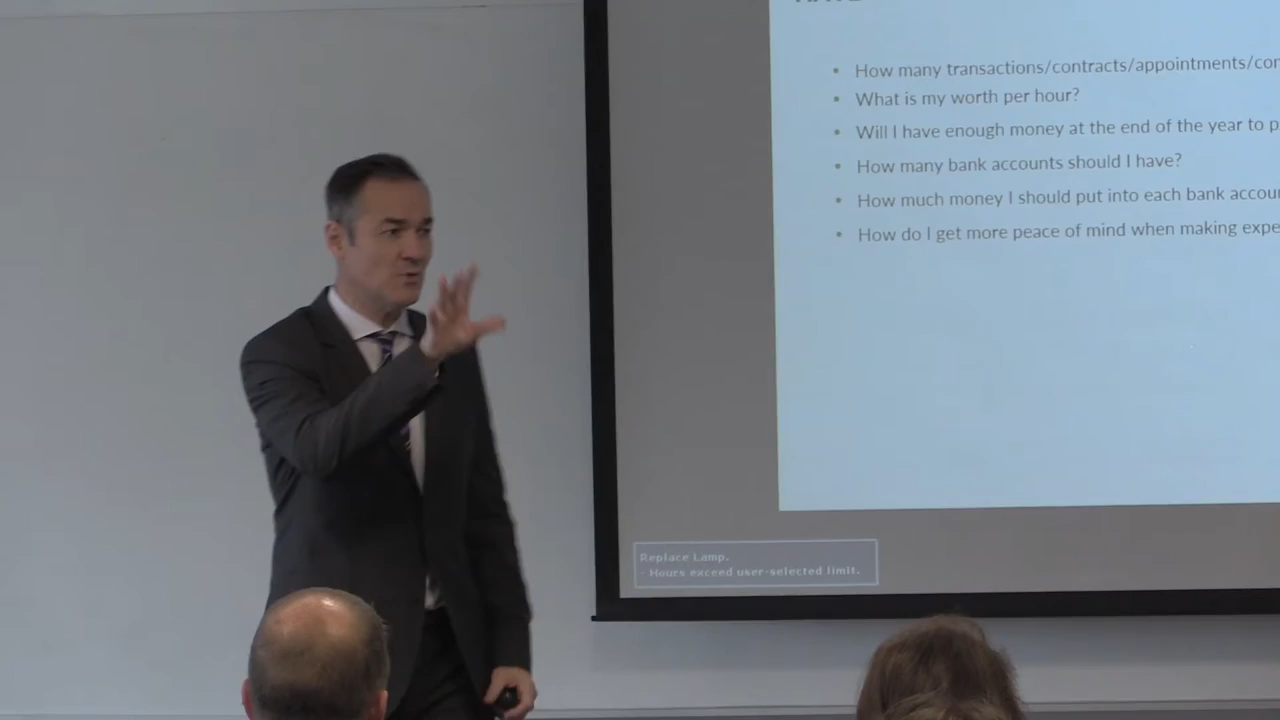 How many transactions/contracts/appointments/con
What is my worth per hour?
Will I have enough money at the end of the year to p
How many bank accounts should I have?
How much money I should put into each bank accou
How do I get more peace of mind when making expe
Replace Lamp.
- Hours exceed user-selected limit.